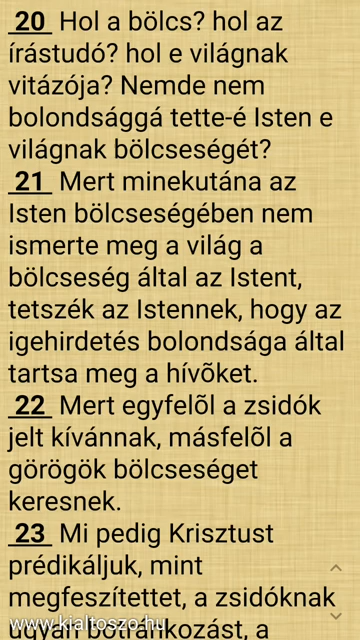 20 Hol a bölcs? hol az
írástudó? hol e világnak
vitázója? Nemde nem
bolondsággá tette-é Isten e
világnak bölcseségét?
21 Mert minekutána az
Isten bölcseségében nem
ismerte meg a világ a
bölcseség által az Istent,
tetszék az Istennek, hogy az
igehirdetés bolondsága által
tartsa meg a hívõket.
22 Mert egyfelõl a zsidók
jelt kívánnak, másfelõl a
görögök bölcseséget
keresnek.
23 Mi pedig Krisztust
prédikáljuk, mint
megfeszítettet, a zsidóknak
ugyan botránkozást, a
www.kialtoszo.hu